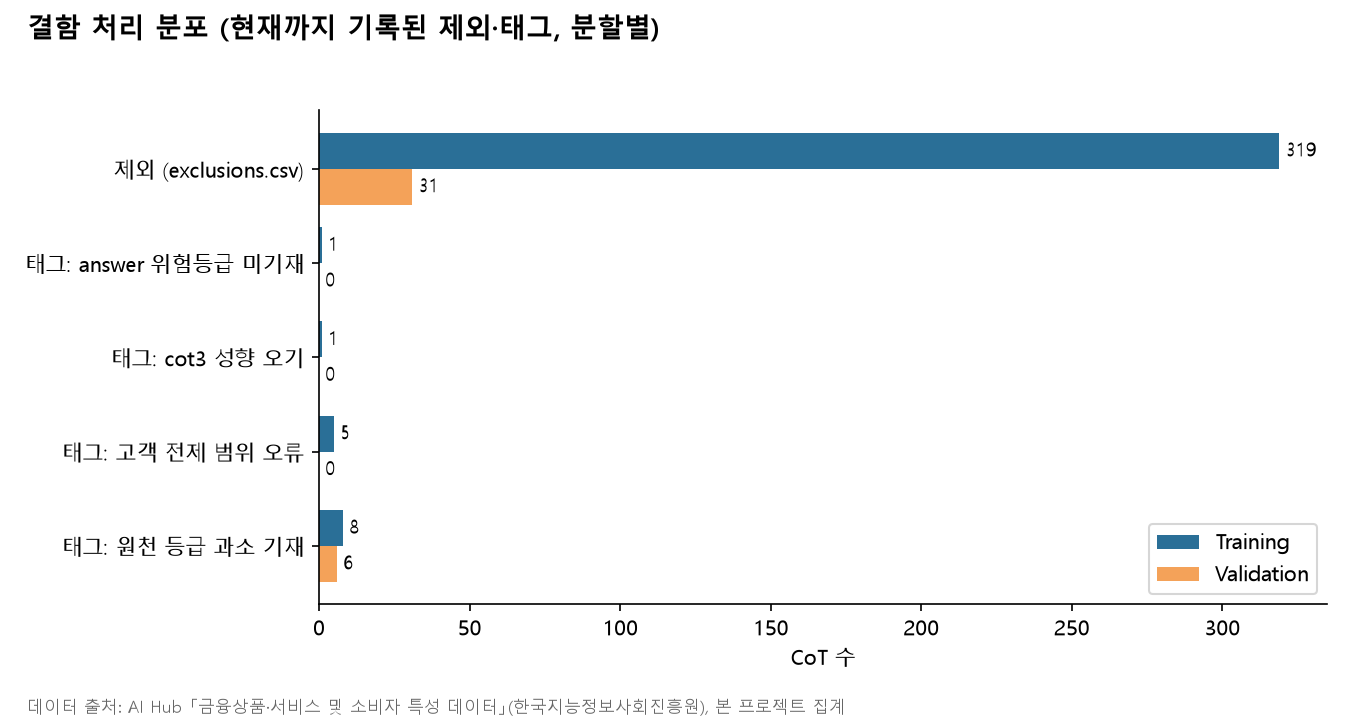 결함 처리 분포 (현재까지 기록된 제외·태그, 분할별)
제외 (exclusions.csv)
319
31
태그: answer 위험등급 미기재
1
0
태그: cot3 성향 오기
1
0
태그: 고객 전제 범위 오류
5
0
태그: 원천 등급 과소 기재
8
6
Training
Validation
0 50 100 150 200 250 300
CoT 수
데이터 출처: AI Hub 「금융상품·서비스 및 소비자 특성 데이터」(한국지능정보사회진흥원), 본 프로젝트 집계